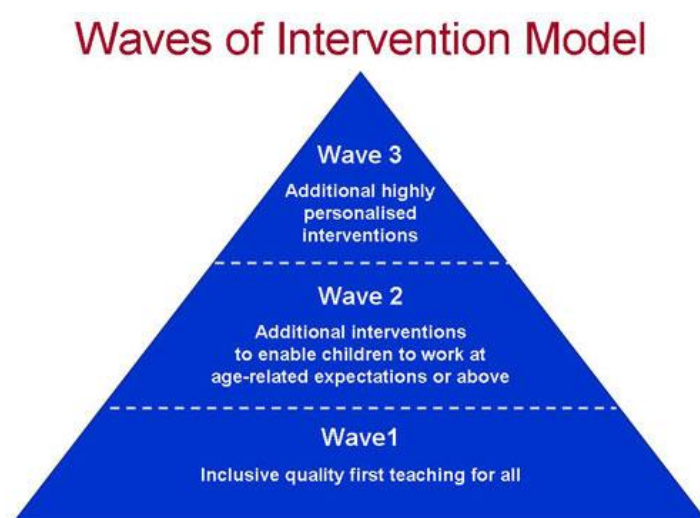 Waves of Intervention Model
Wave 3
Additional highly
personalised
interventions
Wave 2
Additional interventions
to enable children to work at
age-related expectations or above
Wave1
Inclusive quality first teaching for all